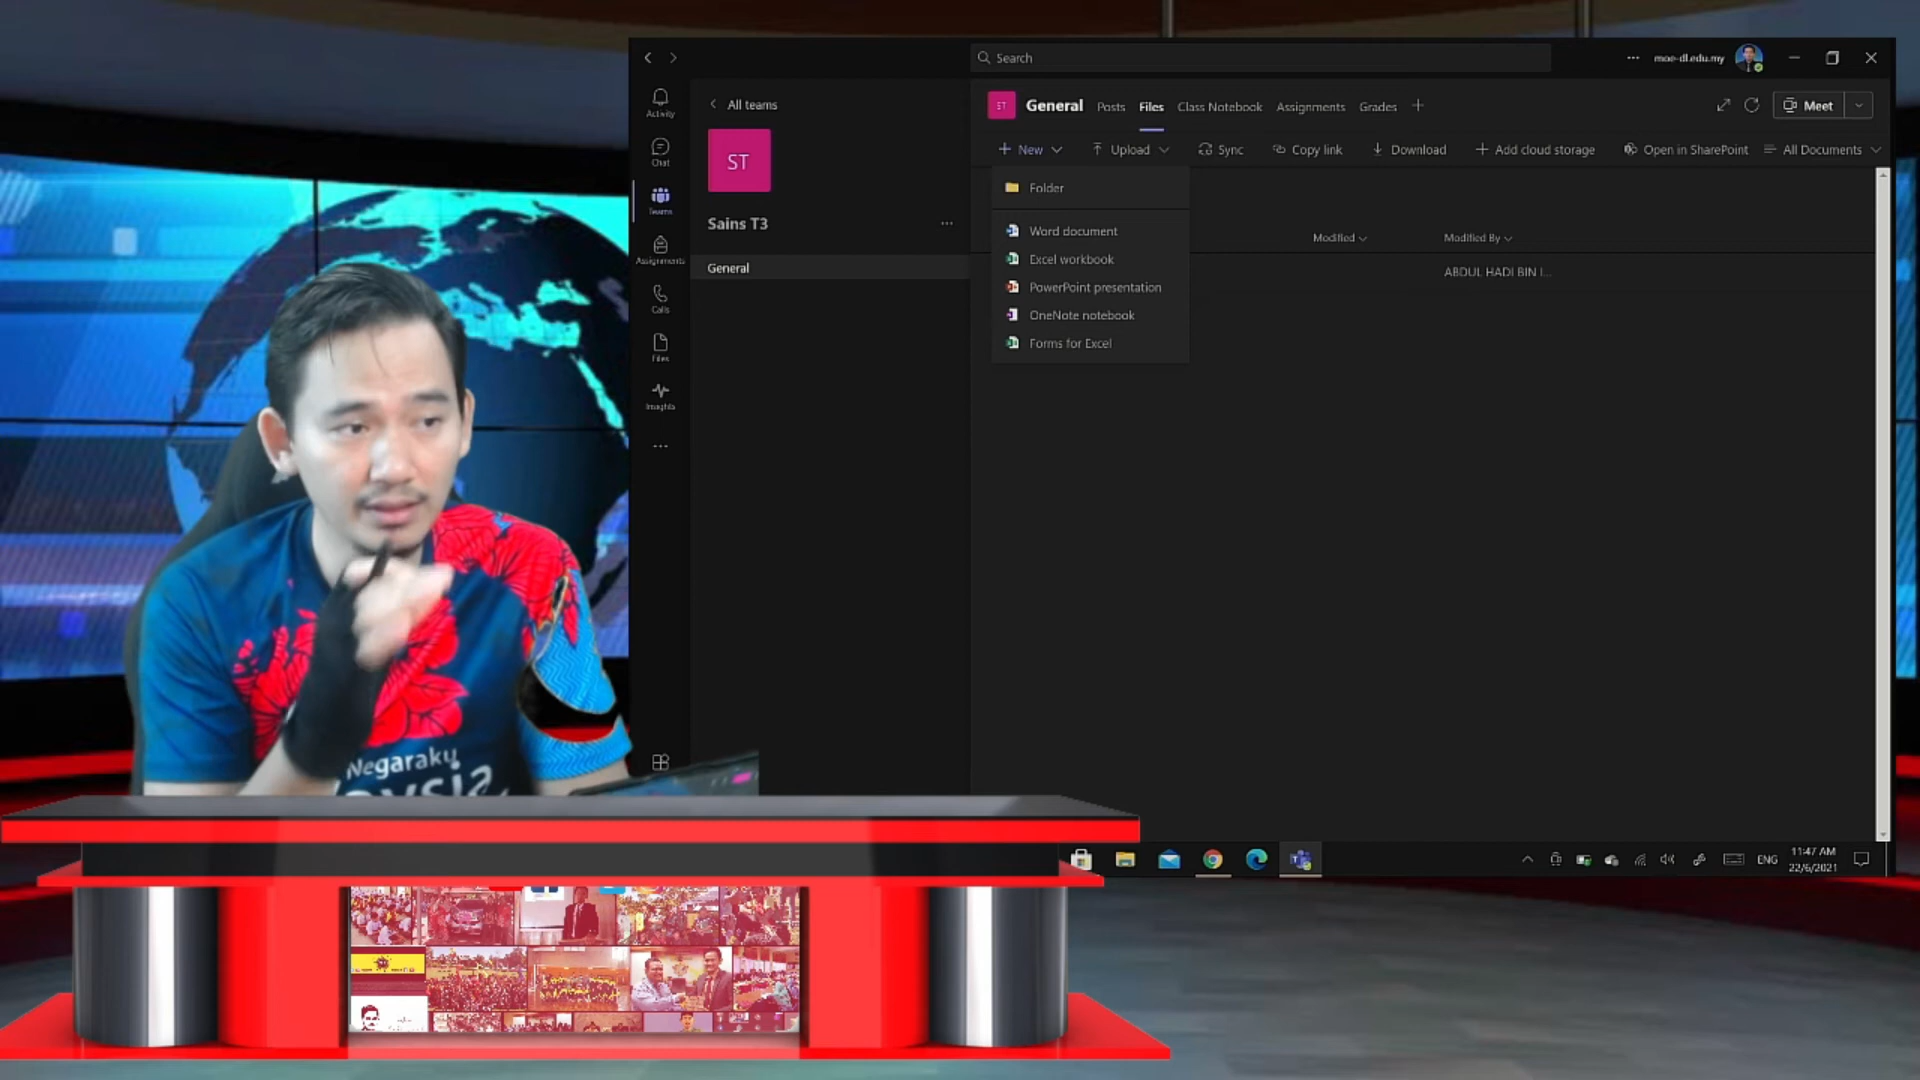 Search
moe-dl.edu.my
Activity
Chat
Teams
Assignments
Calls
Files
Insights
All teams
ST
Sains T3
General
ST
General
Posts
Files
Class Notebook
Assignments
Grades
Meet
New
Upload
Sync
Copy link
Download
Add cloud storage
Open in SharePoint
All Documents
Folder
Word document
Excel workbook
PowerPoint presentation
OneNote notebook
Forms for Excel
Modified
Modified By
ABDUL HADI BIN I...
Negaraku
ENG
11:47 AM
22/6/2021